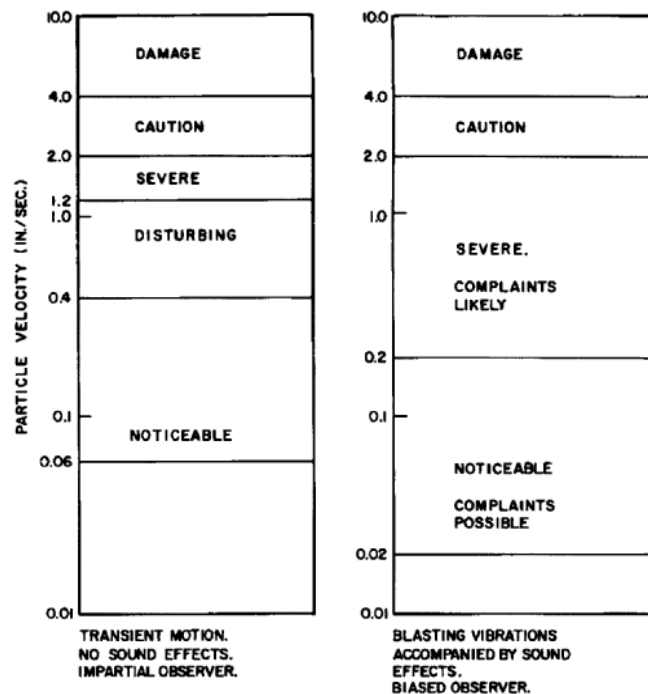 10.0
DAMAGE
4.0
CAUTION
2.0
SEVERE
1.2
1.0
DISTURBING
0.4
0.1
NOTICEABLE
0.06
0.01
PARTICLE VELOCITY (IN./SEC.)
TRANSIENT MOTION.
NO SOUND EFFECTS.
IMPARTIAL OBSERVER.
10.0
DAMAGE
4.0
CAUTION
2.0
1.0
SEVERE.
COMPLAINTS
LIKELY
0.2
0.1
NOTICEABLE
COMPLAINTS
POSSIBLE
0.02
0.01
BLASTING VIBRATIONS
ACCOMPANIED BY SOUND
EFFECTS.
BIASED OBSERVER.